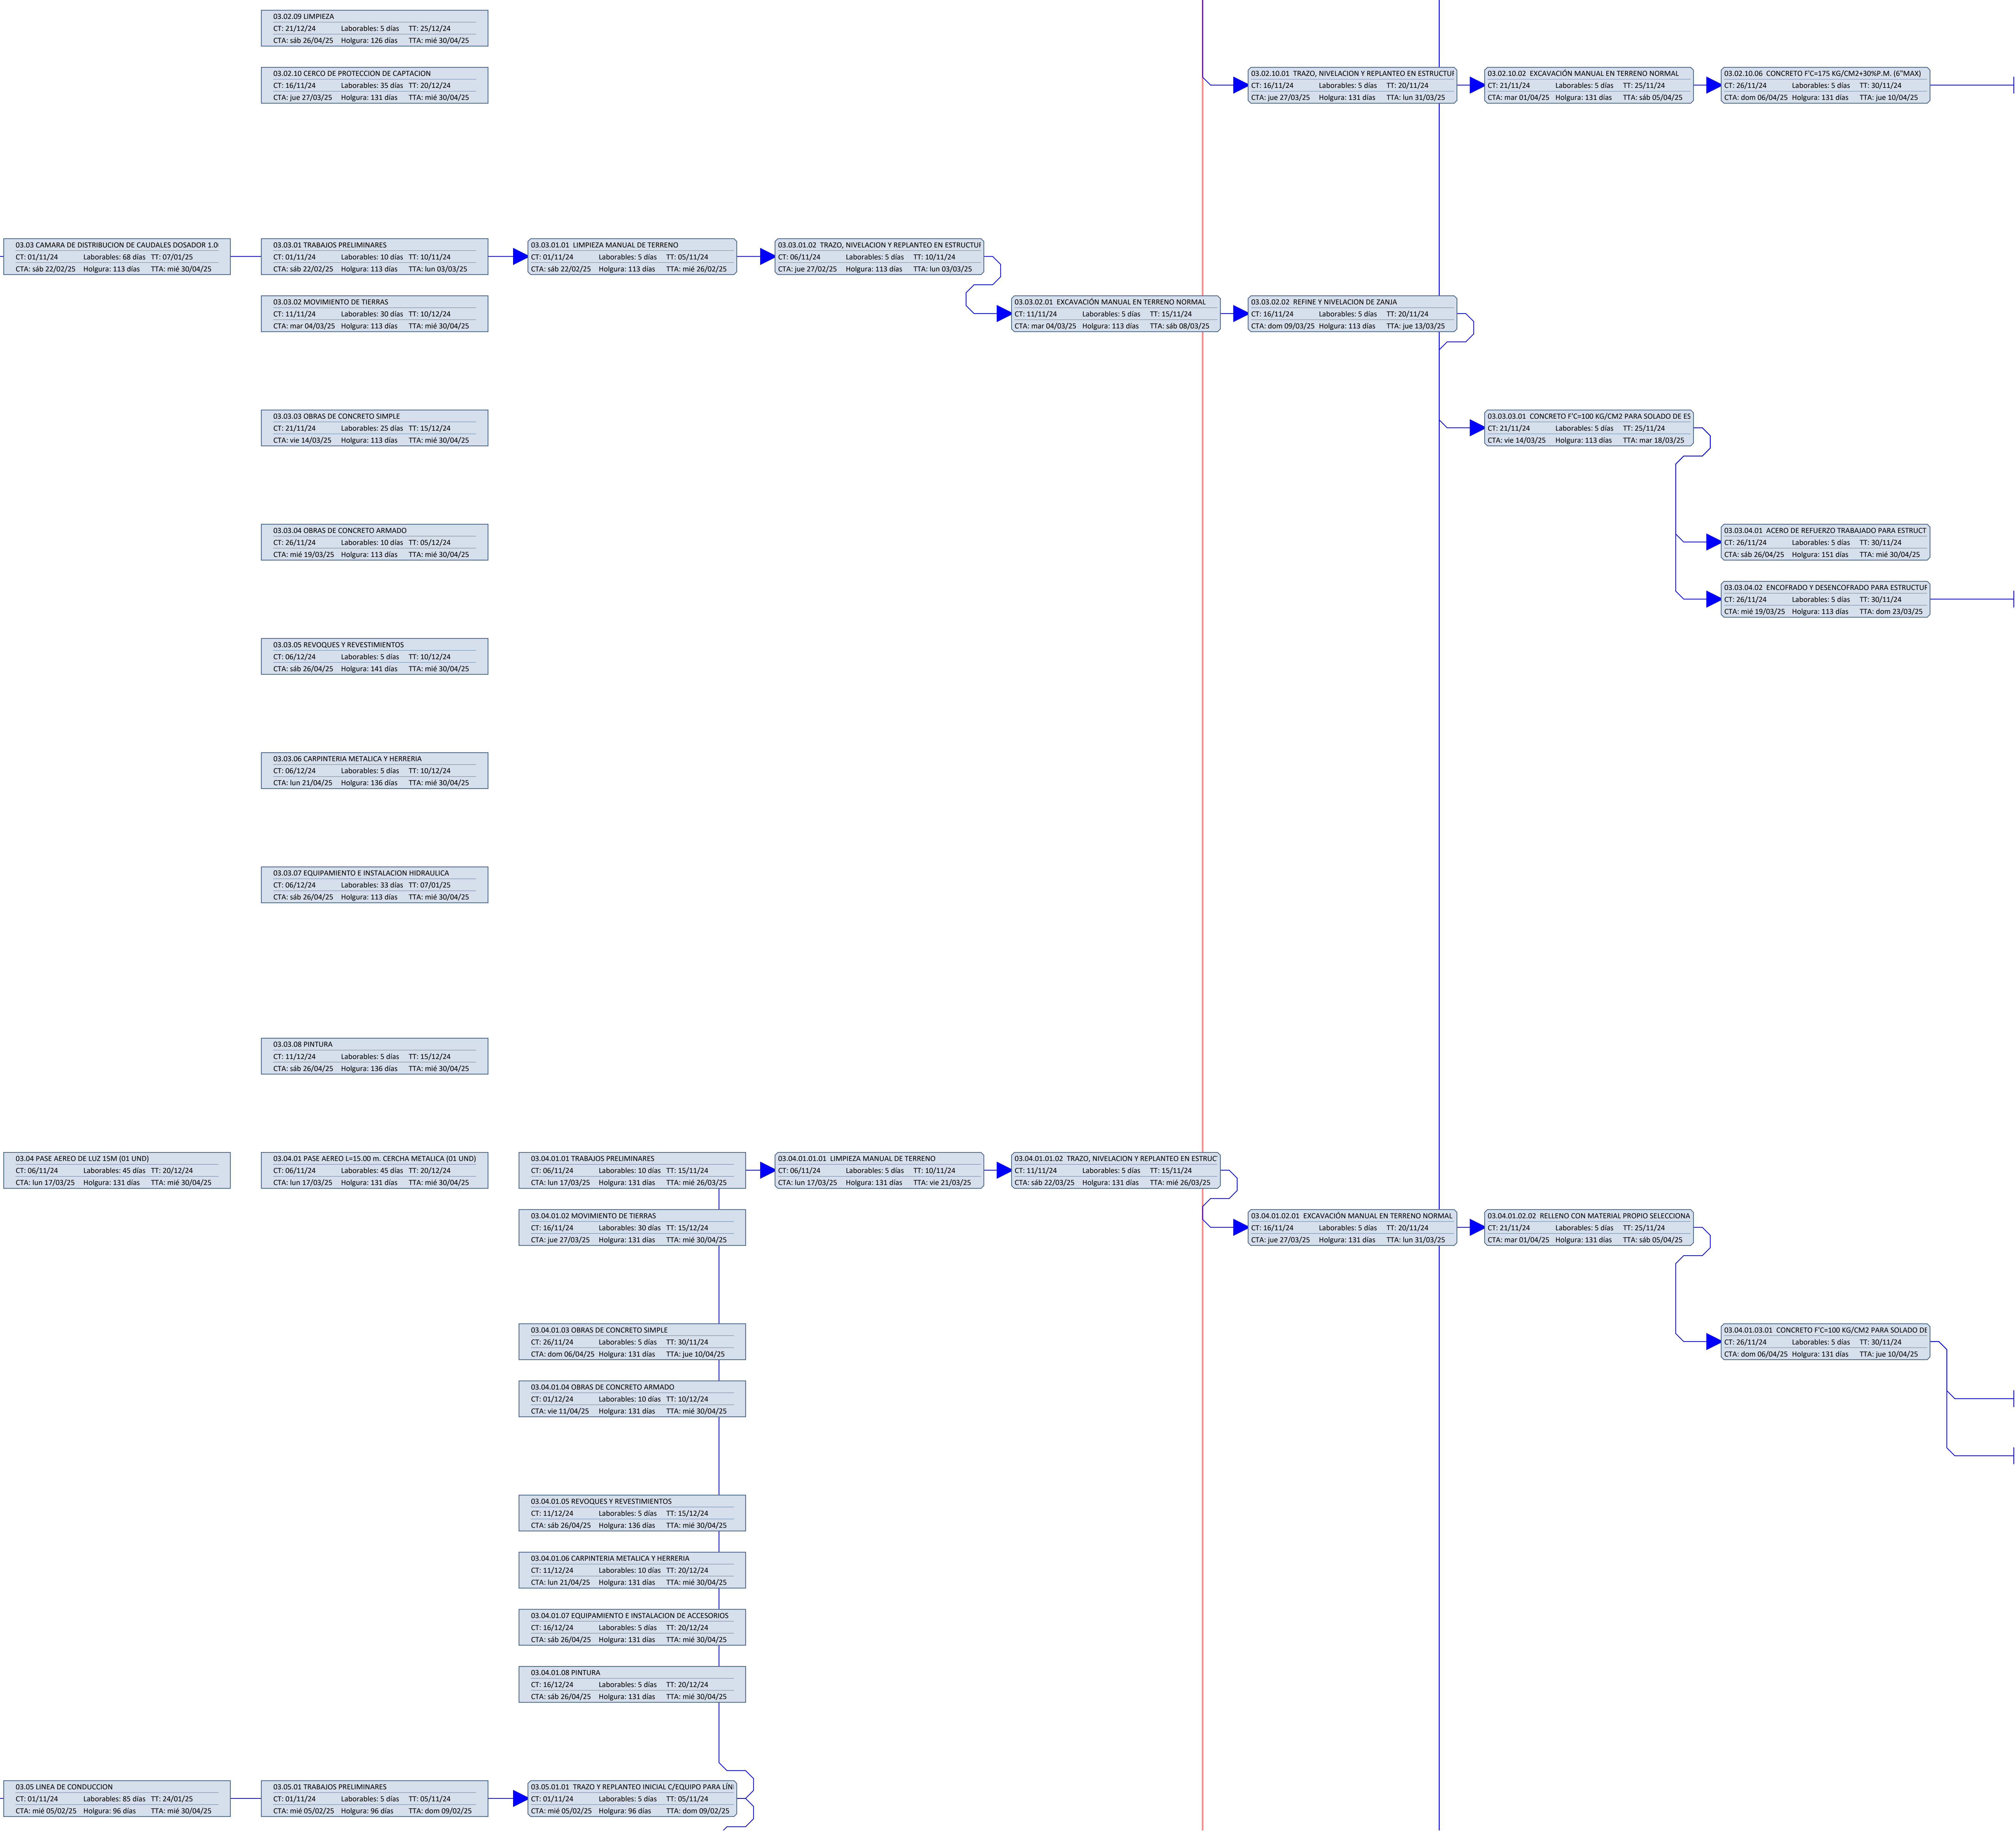 03.02.09 LIMPIEZA
CT: 21/12/24 Laborables: 5 días TT: 25/12/24
CTA: sáb 26/04/25 Holgura: 126 días TTA: mié 30/04/25
03.02.10 CERCO DE PROTECCION DE CAPTACION
CT: 16/11/24 Laborables: 35 días TT: 20/12/24
CTA: jue 27/03/25 Holgura: 131 días TTA: mié 30/04/25
03.02.10.01 TRAZO, NIVELACION Y REPLANTEO EN ESTRUCTUR
CT: 16/11/24 Laborables: 5 días TT: 20/11/24
CTA: jue 27/03/25 Holgura: 131 días TTA: lun 31/03/25
03.02.10.02 EXCAVACIÓN MANUAL EN TERRENO NORMAL
CT: 21/11/24 Laborables: 5 días TT: 25/11/24
CTA: mar 01/04/25 Holgura: 131 días TTA: sáb 05/04/25
03.02.10.06 CONCRETO F'C=175 KG/CM2+30%P.M. (6"MAX)
CT: 26/11/24 Laborables: 5 días TT: 30/11/24
CTA: dom 06/04/25 Holgura: 131 días TTA: jue 10/04/25
03.03 CAMARA DE DISTRIBUCION DE CAUDALES DOSADOR 1.0
CT: 01/11/24 Laborables: 68 días TT: 07/01/25
CTA: sáb 22/02/25 Holgura: 113 días TTA: mié 30/04/25
03.03.01 TRABAJOS PRELIMINARES
CT: 01/11/24 Laborables: 10 días TT: 10/11/24
CTA: sáb 22/02/25 Holgura: 113 días TTA: lun 03/03/25
03.03.01.01 LIMPIEZA MANUAL DE TERRENO
CT: 01/11/24 Laborables: 5 días TT: 05/11/24
CTA: sáb 22/02/25 Holgura: 113 días TTA: mié 26/02/25
03.03.01.02 TRAZO, NIVELACION Y REPLANTEO EN ESTRUCTUR
CT: 06/11/24 Laborables: 5 días TT: 10/11/24
CTA: jue 27/02/25 Holgura: 113 días TTA: lun 03/03/25
03.03.02 MOVIMIENTO DE TIERRAS
CT: 11/11/24 Laborables: 30 días TT: 10/12/24
CTA: mar 04/03/25 Holgura: 113 días TTA: mié 30/04/25
03.03.02.01 EXCAVACIÓN MANUAL EN TERRENO NORMAL
CT: 11/11/24 Laborables: 5 días TT: 15/11/24
CTA: mar 04/03/25 Holgura: 113 días TTA: sáb 08/03/25
03.03.02.02 REFINE Y NIVELACION DE ZANJA
CT: 16/11/24 Laborables: 5 días TT: 20/11/24
CTA: dom 09/03/25 Holgura: 113 días TTA: jue 13/03/25
03.03.03 OBRAS DE CONCRETO SIMPLE
CT: 21/11/24 Laborables: 25 días TT: 15/12/24
CTA: vie 14/03/25 Holgura: 113 días TTA: mié 30/04/25
03.03.03.01 CONCRETO F'C=100 KG/CM2 PARA SOLADO DE ES
CT: 21/11/24 Laborables: 5 días TT: 25/11/24
CTA: vie 14/03/25 Holgura: 113 días TTA: mar 18/03/25
03.03.04 OBRAS DE CONCRETO ARMADO
CT: 26/11/24 Laborables: 10 días TT: 05/12/24
CTA: mié 19/03/25 Holgura: 113 días TTA: mié 30/04/25
03.03.04.01 ACERO DE REFUERZO TRABAJADO PARA ESTRUCT
CT: 26/11/24 Laborables: 5 días TT: 30/11/24
CTA: sáb 26/04/25 Holgura: 151 días TTA: mié 30/04/25
03.03.04.02 ENCOFRADO Y DESENCOFRADO PARA ESTRUCTUR
CT: 26/11/24 Laborables: 5 días TT: 30/11/24
CTA: mié 19/03/25 Holgura: 113 días TTA: dom 23/03/25
03.03.05 REVOQUES Y REVESTIMIENTOS
CT: 06/12/24 Laborables: 5 días TT: 10/12/24
CTA: sáb 26/04/25 Holgura: 141 días TTA: mié 30/04/25
03.03.06 CARPINTERIA METALICA Y HERRERIA
CT: 06/12/24 Laborables: 5 días TT: 10/12/24
CTA: lun 21/04/25 Holgura: 136 días TTA: mié 30/04/25
03.03.07 EQUIPAMIENTO E INSTALACION HIDRAULICA
CT: 06/12/24 Laborables: 33 días TT: 07/01/25
CTA: sáb 26/04/25 Holgura: 113 días TTA: mié 30/04/25
03.03.08 PINTURA
CT: 11/12/24 Laborables: 5 días TT: 15/12/24
CTA: sáb 26/04/25 Holgura: 136 días TTA: mié 30/04/25
03.04 PASE AEREO DE LUZ 15M (01 UND)
CT: 06/11/24 Laborables: 45 días TT: 20/12/24
CTA: lun 17/03/25 Holgura: 131 días TTA: mié 30/04/25
03.04.01 PASE AEREO L=15.00 m. CERCHA METALICA (01 UND)
CT: 06/11/24 Laborables: 45 días TT: 20/12/24
CTA: lun 17/03/25 Holgura: 131 días TTA: mié 30/04/25
03.04.01.01 TRABAJOS PRELIMINARES
CT: 06/11/24 Laborables: 10 días TT: 15/11/24
CTA: lun 17/03/25 Holgura: 131 días TTA: mié 26/03/25
03.04.01.01.01 LIMPIEZA MANUAL DE TERRENO
CT: 06/11/24 Laborables: 5 días TT: 10/11/24
CTA: lun 17/03/25 Holgura: 131 días TTA: vie 21/03/25
03.04.01.01.02 TRAZO, NIVELACION Y REPLANTEO EN ESTRUC
CT: 11/11/24 Laborables: 5 días TT: 15/11/24
CTA: sáb 22/03/25 Holgura: 131 días TTA: mié 26/03/25
03.04.01.02 MOVIMIENTO DE TIERRAS
CT: 16/11/24 Laborables: 30 días TT: 15/12/24
CTA: jue 27/03/25 Holgura: 131 días TTA: mié 30/04/25
03.04.01.02.01 EXCAVACIÓN MANUAL EN TERRENO NORMAL
CT: 16/11/24 Laborables: 5 días TT: 20/11/24
CTA: jue 27/03/25 Holgura: 131 días TTA: lun 31/03/25
03.04.01.02.02 RELLENO CON MATERIAL PROPIO SELECCIONA
CT: 21/11/24 Laborables: 5 días TT: 25/11/24
CTA: mar 01/04/25 Holgura: 131 días TTA: sáb 05/04/25
03.04.01.03 OBRAS DE CONCRETO SIMPLE
CT: 26/11/24 Laborables: 5 días TT: 30/11/24
CTA: dom 06/04/25 Holgura: 131 días TTA: jue 10/04/25
03.04.01.03.01 CONCRETO F'C=100 KG/CM2 PARA SOLADO DE
CT: 26/11/24 Laborables: 5 días TT: 30/11/24
CTA: dom 06/04/25 Holgura: 131 días TTA: jue 10/04/25
03.04.01.04 OBRAS DE CONCRETO ARMADO
CT: 01/12/24 Laborables: 10 días TT: 10/12/24
CTA: vie 11/04/25 Holgura: 131 días TTA: mié 30/04/25
03.04.01.05 REVOQUES Y REVESTIMIENTOS
CT: 11/12/24 Laborables: 5 días TT: 15/12/24
CTA: sáb 26/04/25 Holgura: 136 días TTA: mié 30/04/25
03.04.01.06 CARPINTERIA METALICA Y HERRERIA
CT: 11/12/24 Laborables: 10 días TT: 20/12/24
CTA: lun 21/04/25 Holgura: 131 días TTA: mié 30/04/25
03.04.01.07 EQUIPAMIENTO E INSTALACION DE ACCESORIOS
CT: 16/12/24 Laborables: 5 días TT: 20/12/24
CTA: sáb 26/04/25 Holgura: 131 días TTA: mié 30/04/25
03.04.01.08 PINTURA
CT: 16/12/24 Laborables: 5 días TT: 20/12/24
CTA: sáb 26/04/25 Holgura: 131 días TTA: mié 30/04/25
03.05 LINEA DE CONDUCCION
CT: 01/11/24 Laborables: 85 días TT: 24/01/25
CTA: mié 05/02/25 Holgura: 96 días TTA: mié 30/04/25
03.05.01 TRABAJOS PRELIMINARES
CT: 01/11/24 Laborables: 5 días TT: 05/11/24
CTA: mié 05/02/25 Holgura: 96 días TTA: dom 09/02/25
03.05.01.01 TRAZO Y REPLANTEO INICIAL C/EQUIPO PARA LÍN
CT: 01/11/24 Laborables: 5 días TT: 05/11/24
CTA: mié 05/02/25 Holgura: 96 días TTA: dom 09/02/25